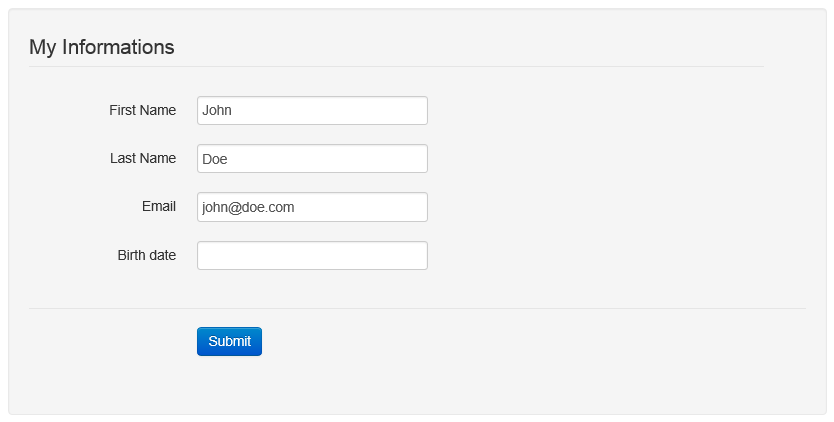 My Informations
First Name John
Last Name Doe
Email john@doe.com
Birth date
Submit